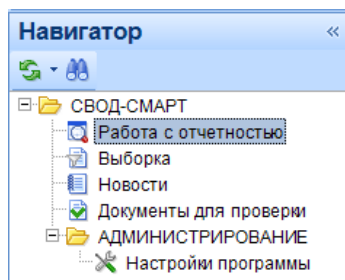 Навигатор
СВОД-СМАРТ
Работа с отчетностью
Выборка
Новости
Документы для проверки
АДМИНИСТРИРОВАНИЕ
Настройки программы